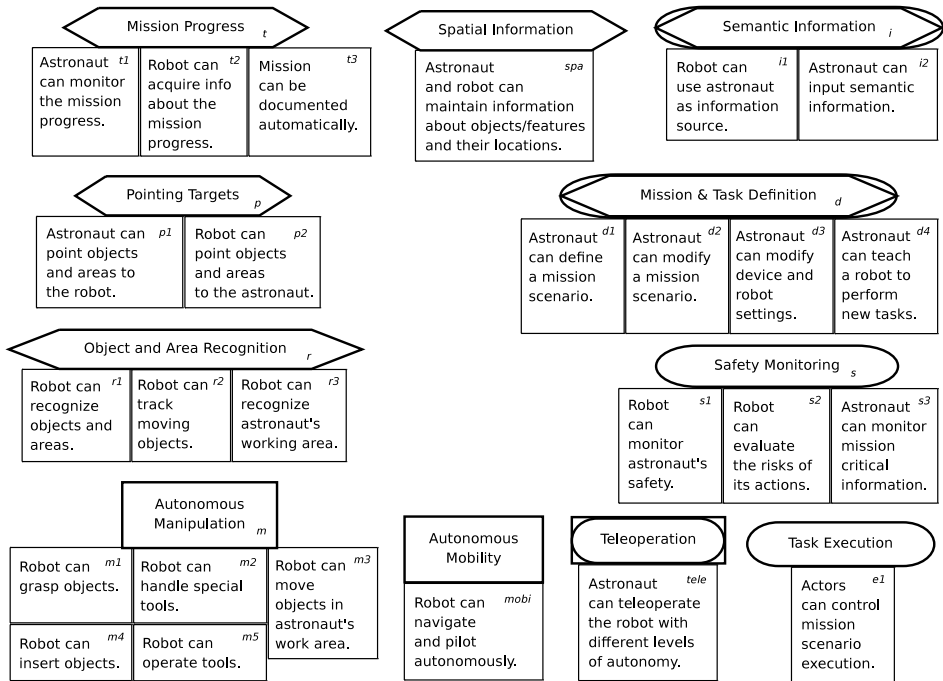 Mission Progress t
Astronaut t1
can monitor
the mission
progress.
Robot can t2
acquire info
about the
mission
progress.
Mission t3
can be
documented
automatically.
Spatial Information
Astronaut spa
and robot can
maintain information
about objects/features
and their locations.
Semantic Information i
Robot can i1
use astronaut
as information
source.
Astronaut can i2
input semantic
information.
Pointing Targets p
Astronaut can p1
point objects
and areas to
the robot.
Robot can p2
point objects
and areas
to the astronaut.
Mission & Task Definition d
Astronaut d1
can define
a mission
scenario.
Astronaut d2
can modify
a mission
scenario.
Astronaut d3
can modify
device and
robot
settings.
Astronaut d4
can teach
a robot to
perform
new tasks.
Object and Area Recognition r
Robot can r1
recognize
objects and
areas.
Robot can r2
track
moving
objects.
Robot can r3
recognize
astronaut's
working area.
Safety Monitoring s
Robot s1
can
monitor
astronaut's
safety.
Robot s2
can
evaluate
the risks of
its actions.
Astronaut s3
can monitor
mission
critical
information.
Autonomous
Manipulation m
Robot can m1
grasp objects.
Robot can m2
handle special
tools.
Robot can m3
move
objects in
astronaut's
work area.
Robot can m4
insert objects.
Robot can m5
operate tools.
Autonomous
Mobility
Robot can mobi
navigate
and pilot
autonomously.
Teleoperation
Astronaut tele
can teleoperate
the robot with
different levels
of autonomy.
Task Execution
Actors e1
can control
mission
scenario
execution.